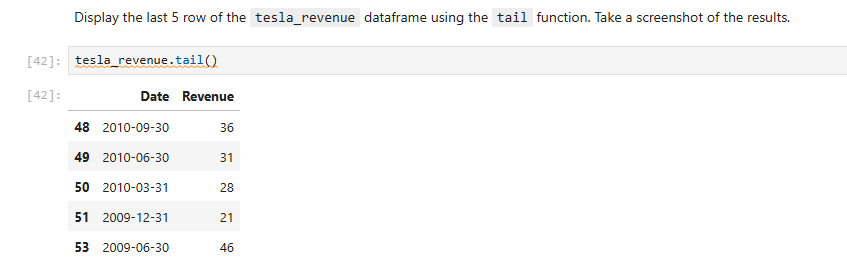 Display the last 5 row of the tesla_revenue dataframe using the tail function. Take a screenshot of the results.
[42]: tesla_revenue.tail()
[42]: Date Revenue
48 2010-09-30 36
49 2010-06-30 31
50 2010-03-31 28
51 2009-12-31 21
53 2009-06-30 46